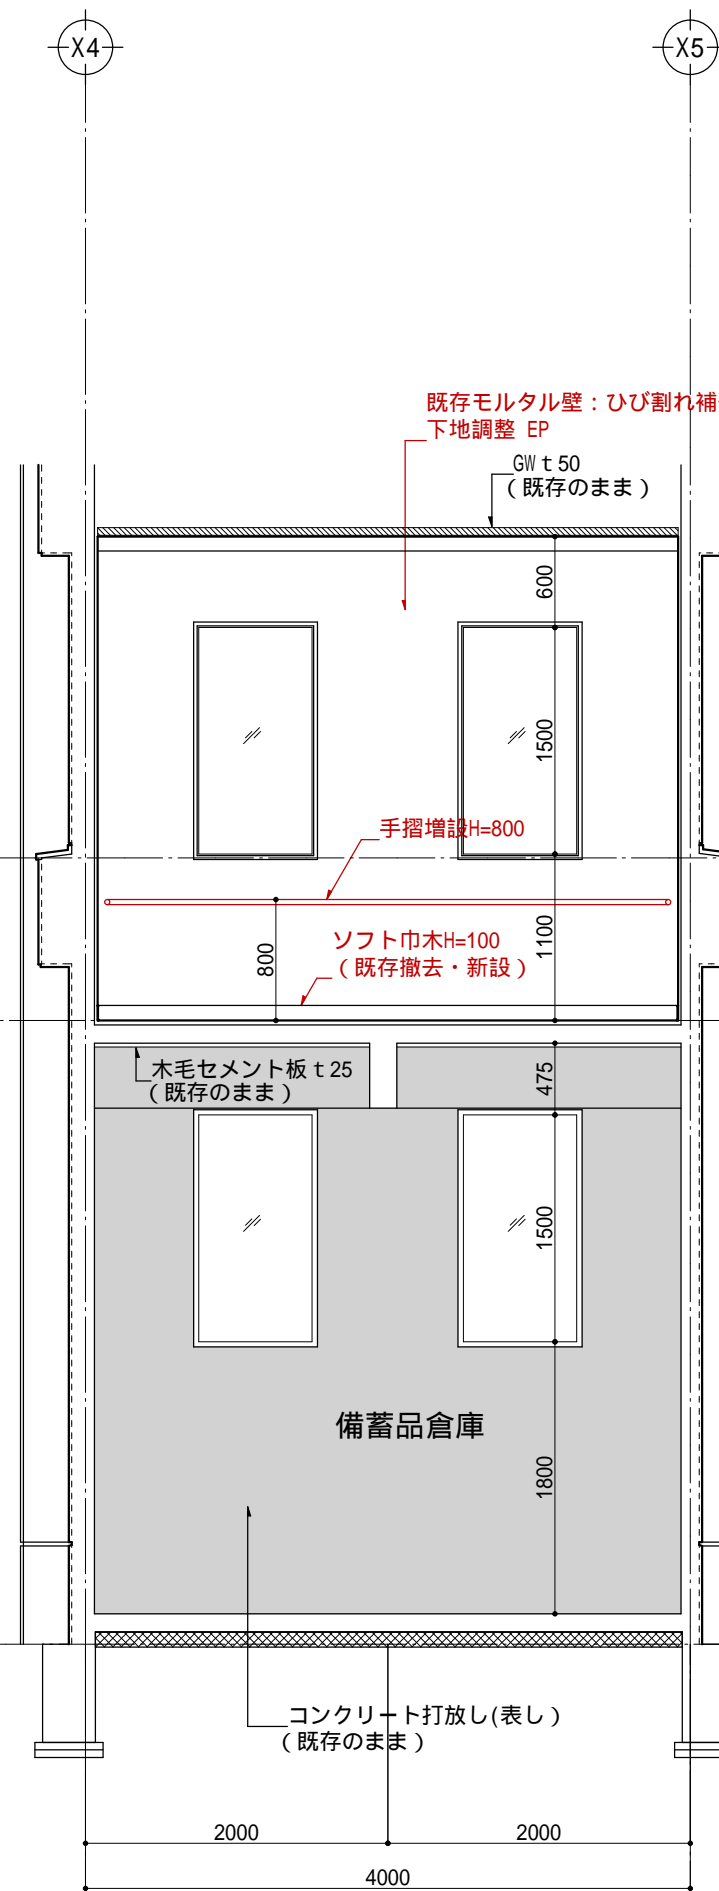 X4
X5
既存モルタル壁：ひび割れ補
下地調整 EP
GWｔ50
（既存のまま）
600
1500
手摺増設H=800
800
1100
ソフト巾木H=100
（既存撤去・新設）
木毛セメント板ｔ25
（既存のまま）
475
1500
備蓄品倉庫
1800
コンクリート打放し(表し）
（既存のまま）
2000
2000
4000